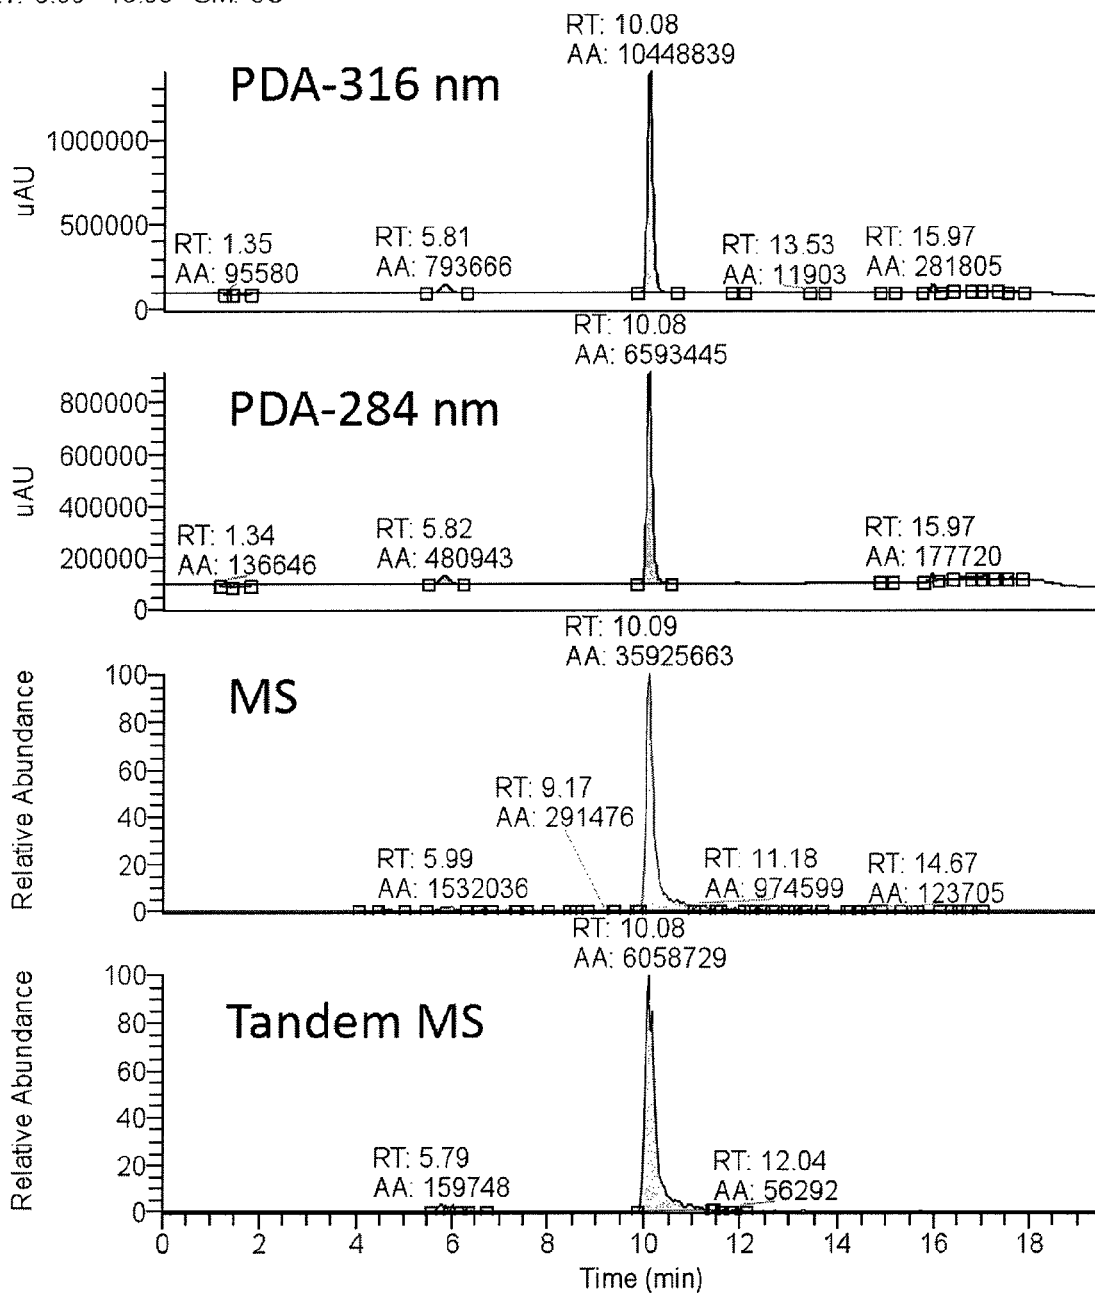 RT: 10.08
AA: 10448839
PDA-316 nm
uAU
1000000
500000
0
RT: 1.35
AA: 95580
RT: 5.81
AA: 793666
RT: 13.53
AA: 11903
RT: 15.97
AA: 281805
RT: 10.08
AA: 6593445
PDA-284 nm
uAU
800000
600000
400000
200000
0
RT: 1.34
AA: 136646
RT: 5.82
AA: 480943
RT: 15.97
AA: 177720
RT: 10.09
AA: 35925663
MS
Relative Abundance
100
80
60
40
20
0
RT: 9.17
AA: 291476
RT: 5.99
AA: 1532036
RT: 11.18
AA: 974599
RT: 14.67
AA: 123705
RT: 10.08
AA: 6058729
Tandem MS
Relative Abundance
100
80
60
40
20
0
RT: 5.79
AA: 159748
RT: 12.04
AA: 56292
0 2 4 6 8 10 12 14 16 18
Time (min)